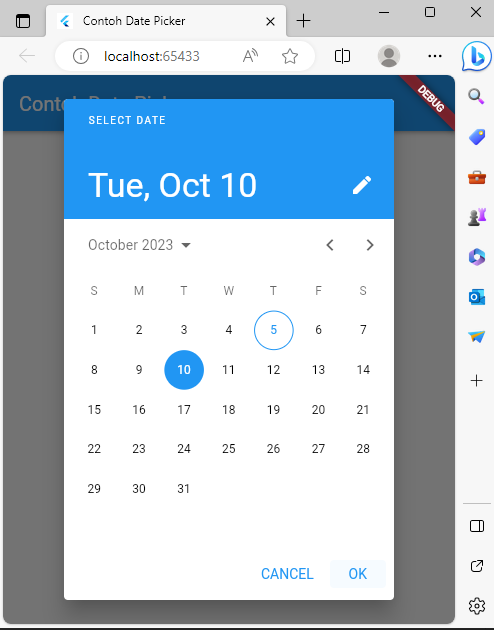 Contoh Date Picker
localhost:65433
DEBUG
SELECT DATE
Tue, Oct 10
October 2023
S M T W T F S
1 2 3 4 5 6 7
8 9 10 11 12 13 14
15 16 17 18 19 20 21
22 23 24 25 26 27 28
29 30 31
CANCEL OK